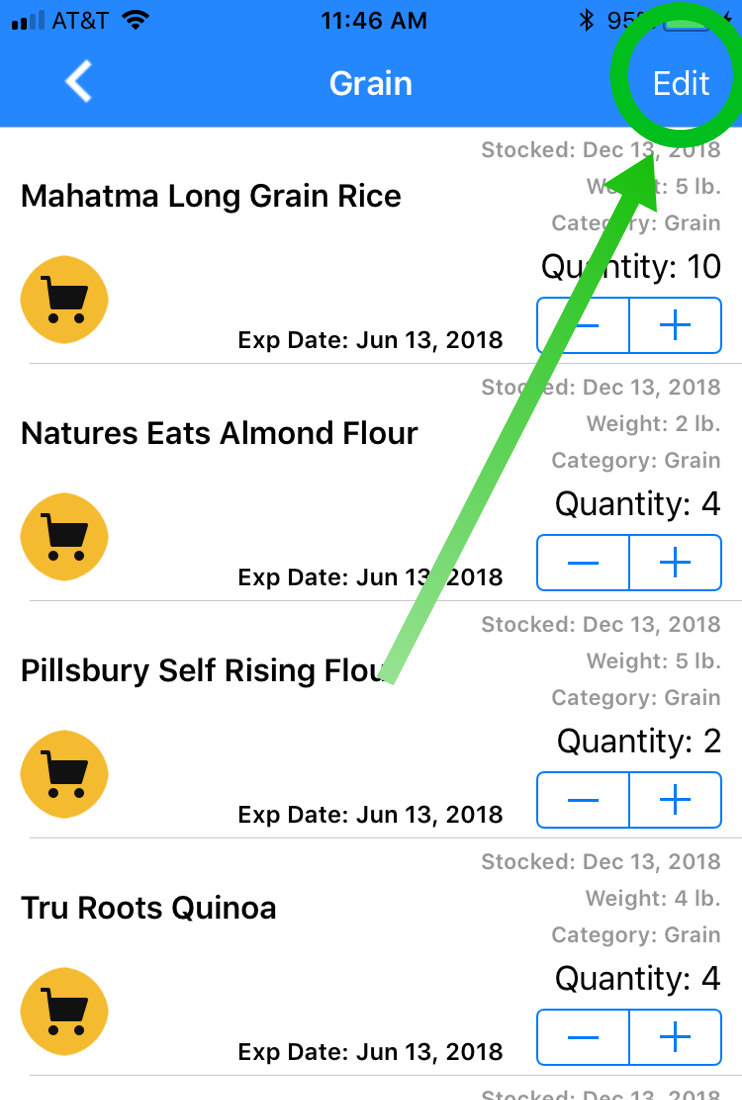 AT&T 11:46 AM
Grain Edit
Stocked: Dec 13, 2018
Mahatma Long Grain Rice
5 lb.
Category: Grain
Quantity: 10
Exp Date: Jun 13, 2018
Stocked: Dec 13, 2018
Natures Eats Almond Flour
Weight: 2 lb.
Category: Grain
Quantity: 4
Exp Date: Jun 13, 2018
Stocked: Dec 13, 2018
Pillsbury Self Rising Flour
Weight: 5 lb.
Category: Grain
Quantity: 2
Exp Date: Jun 13, 2018
Stocked: Dec 13, 2018
Tru Roots Quinoa
Weight: 4 lb.
Category: Grain
Quantity: 4
Exp Date: Jun 13, 2018
Stocked: Dec 13, 2018